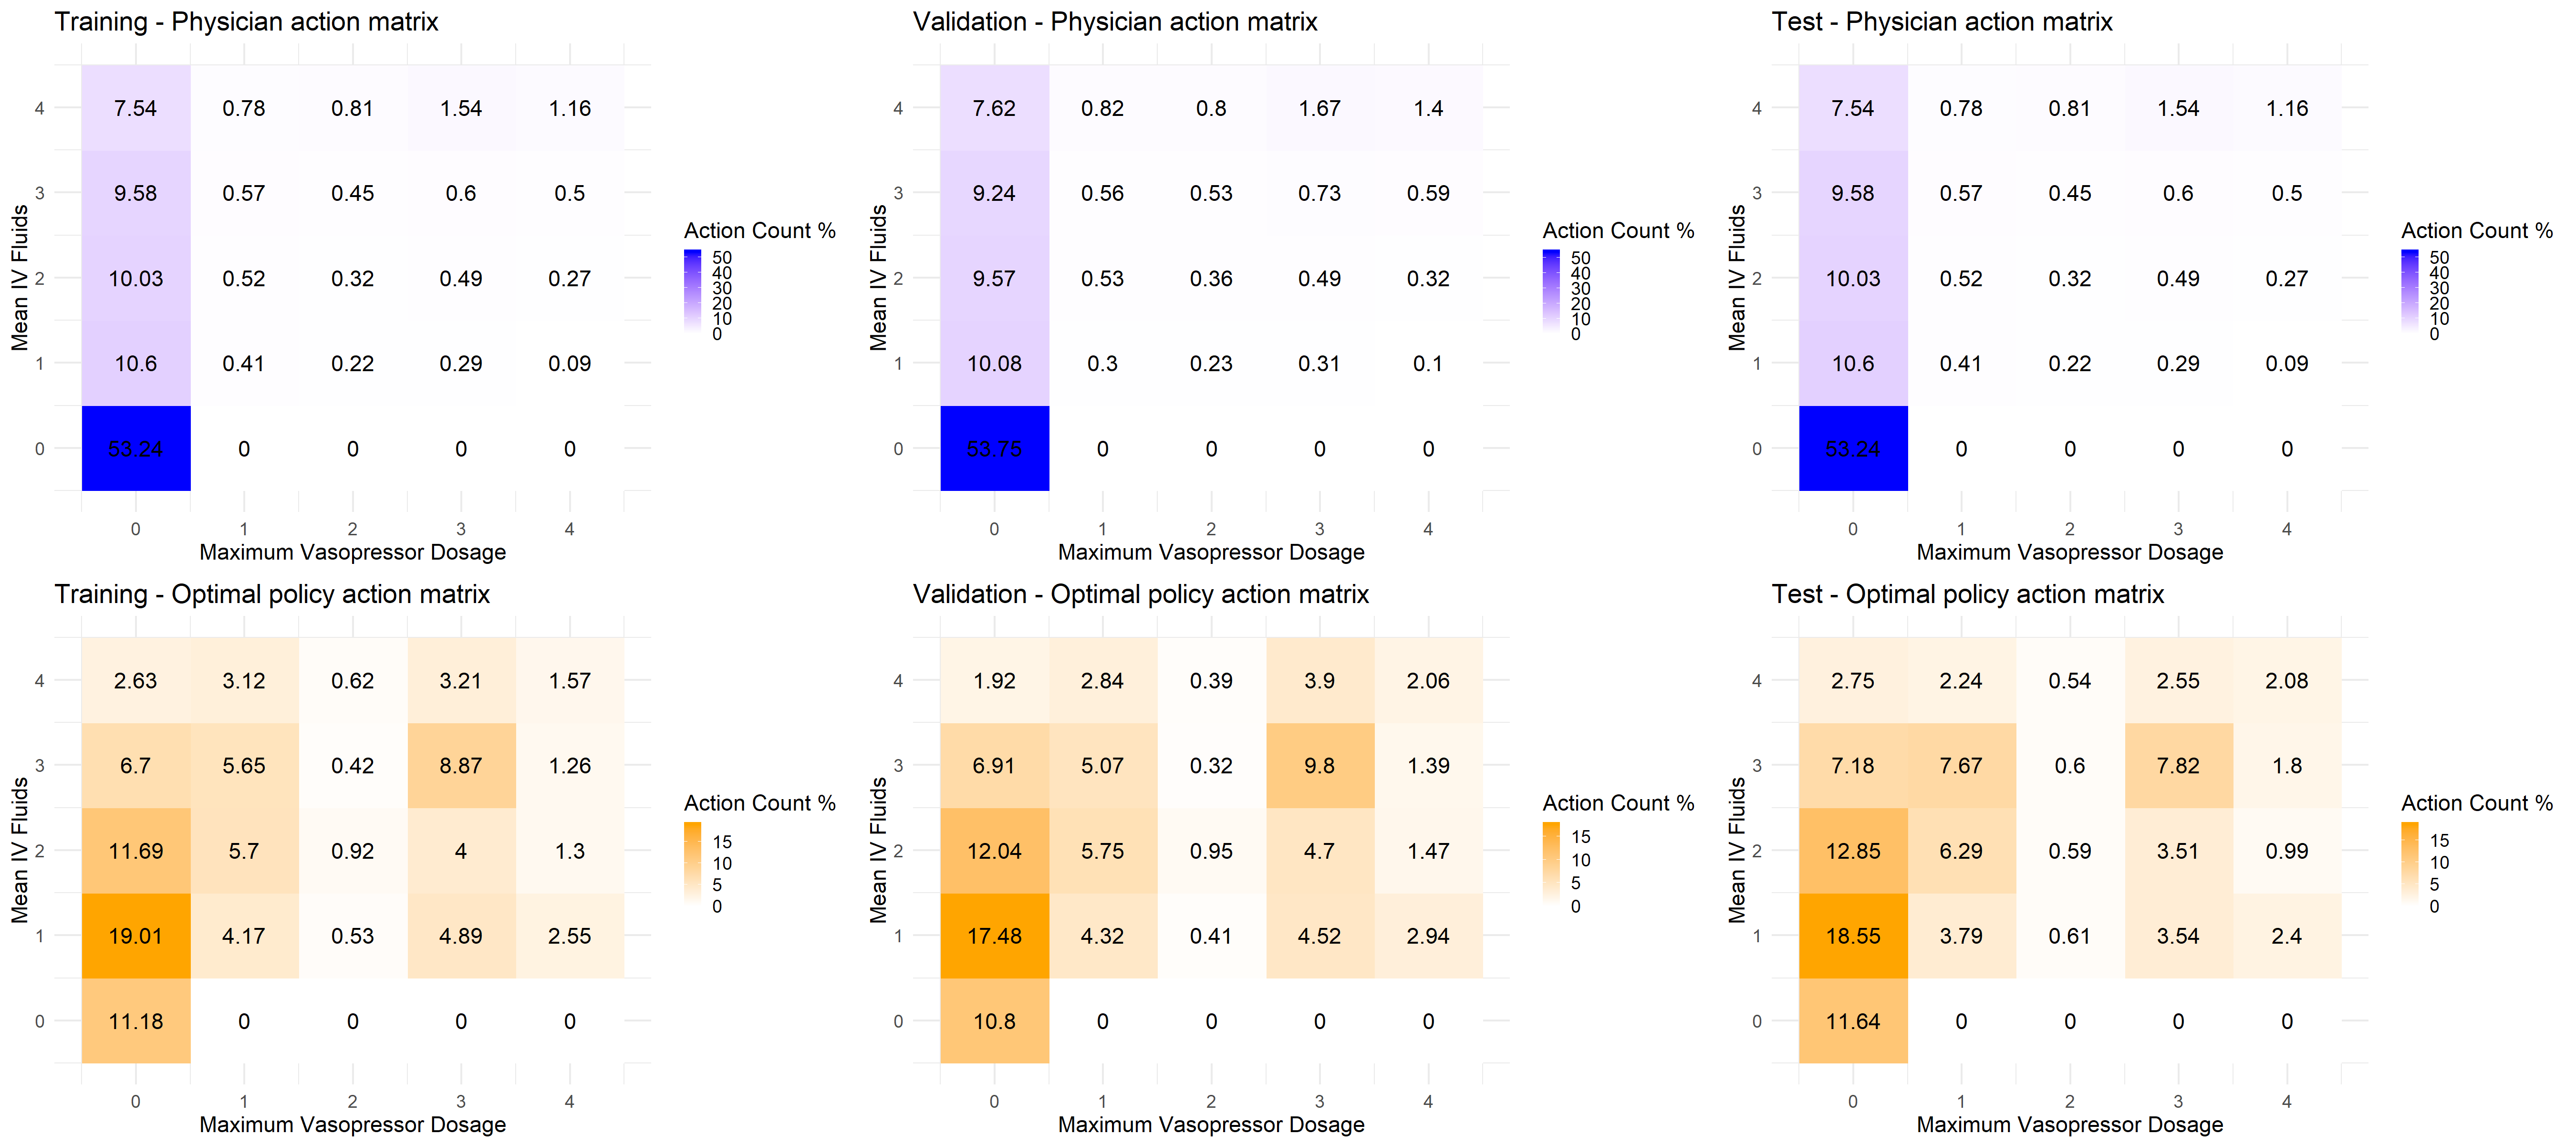 Training - Physician action matrix
Mean IV Fluids
4 7.54 0.78 0.81 1.54 1.16
3 9.58 0.57 0.45 0.6 0.5
2 10.03 0.52 0.32 0.49 0.27
1 10.6 0.41 0.22 0.29 0.09
0 53.24 0 0 0 0
0 1 2 3 4
Maximum Vasopressor Dosage
Action Count %
50
40
30
20
10
0
Validation - Physician action matrix
Mean IV Fluids
4 7.62 0.82 0.8 1.67 1.4
3 9.24 0.56 0.53 0.73 0.59
2 9.57 0.53 0.36 0.49 0.32
1 10.08 0.3 0.23 0.31 0.1
0 53.75 0 0 0 0
0 1 2 3 4
Maximum Vasopressor Dosage
Action Count %
50
40
30
20
10
0
Test - Physician action matrix
Mean IV Fluids
4 7.54 0.78 0.81 1.54 1.16
3 9.58 0.57 0.45 0.6 0.5
2 10.03 0.52 0.32 0.49 0.27
1 10.6 0.41 0.22 0.29 0.09
0 53.24 0 0 0 0
0 1 2 3 4
Maximum Vasopressor Dosage
Action Count %
50
40
30
20
10
0
Training - Optimal policy action matrix
Mean IV Fluids
4 2.63 3.12 0.62 3.21 1.57
3 6.7 5.65 0.42 8.87 1.26
2 11.69 5.7 0.92 4 1.3
1 19.01 4.17 0.53 4.89 2.55
0 11.18 0 0 0 0
0 1 2 3 4
Maximum Vasopressor Dosage
Action Count %
15
10
5
0
Validation - Optimal policy action matrix
Mean IV Fluids
4 1.92 2.84 0.39 3.9 2.06
3 6.91 5.07 0.32 9.8 1.39
2 12.04 5.75 0.95 4.7 1.47
1 17.48 4.32 0.41 4.52 2.94
0 10.8 0 0 0 0
0 1 2 3 4
Maximum Vasopressor Dosage
Action Count %
15
10
5
0
Test - Optimal policy action matrix
Mean IV Fluids
4 2.75 2.24 0.54 2.55 2.08
3 7.18 7.67 0.6 7.82 1.8
2 12.85 6.29 0.59 3.51 0.99
1 18.55 3.79 0.61 3.54 2.4
0 11.64 0 0 0 0
0 1 2 3 4
Maximum Vasopressor Dosage
Action Count %
15
10
5
0